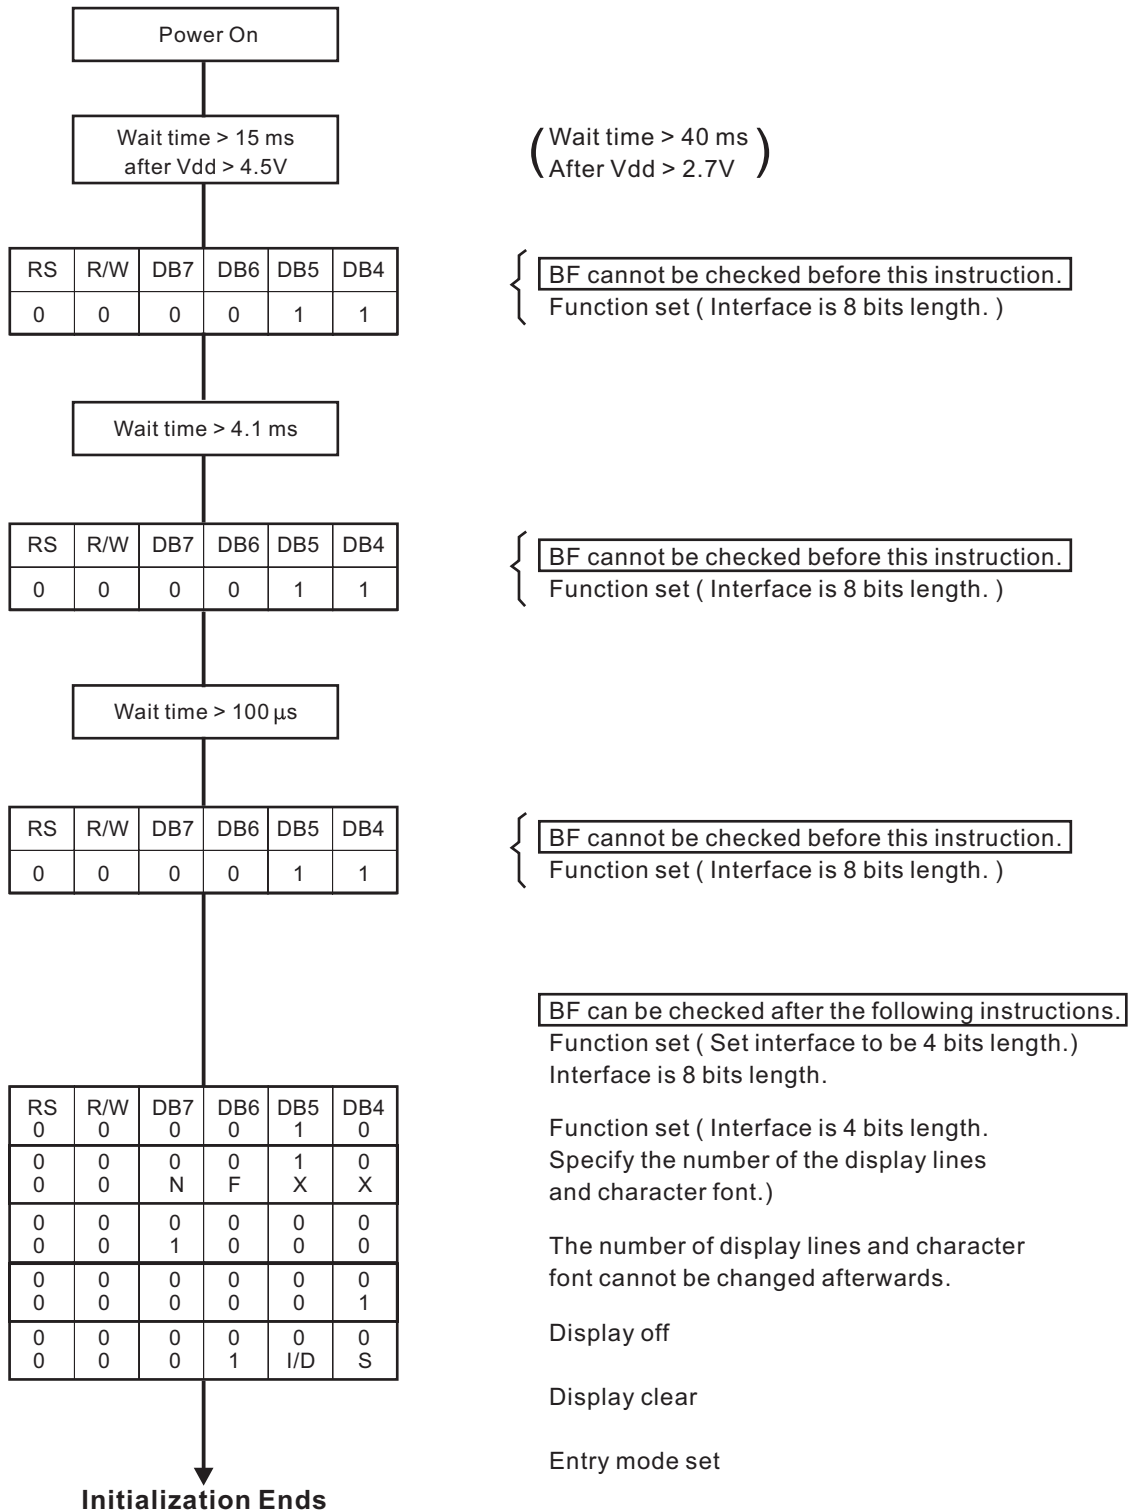 Power On
Wait time > 15 ms
after Vdd > 4.5V
(Wait time > 40 ms
After Vdd > 2.7V)
RS R/W DB7 DB6 DB5 DB4
0 0 0 0 1 1
BF cannot be checked before this instruction.
Function set ( Interface is 8 bits length. )
Wait time > 4.1 ms
RS R/W DB7 DB6 DB5 DB4
0 0 0 0 1 1
BF cannot be checked before this instruction.
Function set ( Interface is 8 bits length. )
Wait time > 100 µs
RS R/W DB7 DB6 DB5 DB4
0 0 0 0 1 1
BF cannot be checked before this instruction.
Function set ( Interface is 8 bits length. )
BF can be checked after the following instructions.
Function set ( Set interface to be 4 bits length.)
Interface is 8 bits length.
RS R/W DB7 DB6 DB5 DB4
0 0 0 0 1 0
0 0 0 0 1 0
0 0 N F X X
0 0 0 0 0 0
0 0 1 0 0 0
0 0 0 0 0 0
0 0 0 0 0 1
0 0 0 0 0 0
0 0 0 1 I/D S
Function set ( Interface is 4 bits length.
Specify the number of the display lines
and character font.)
The number of display lines and character
font cannot be changed afterwards.
Display off
Display clear
Entry mode set
Initialization Ends